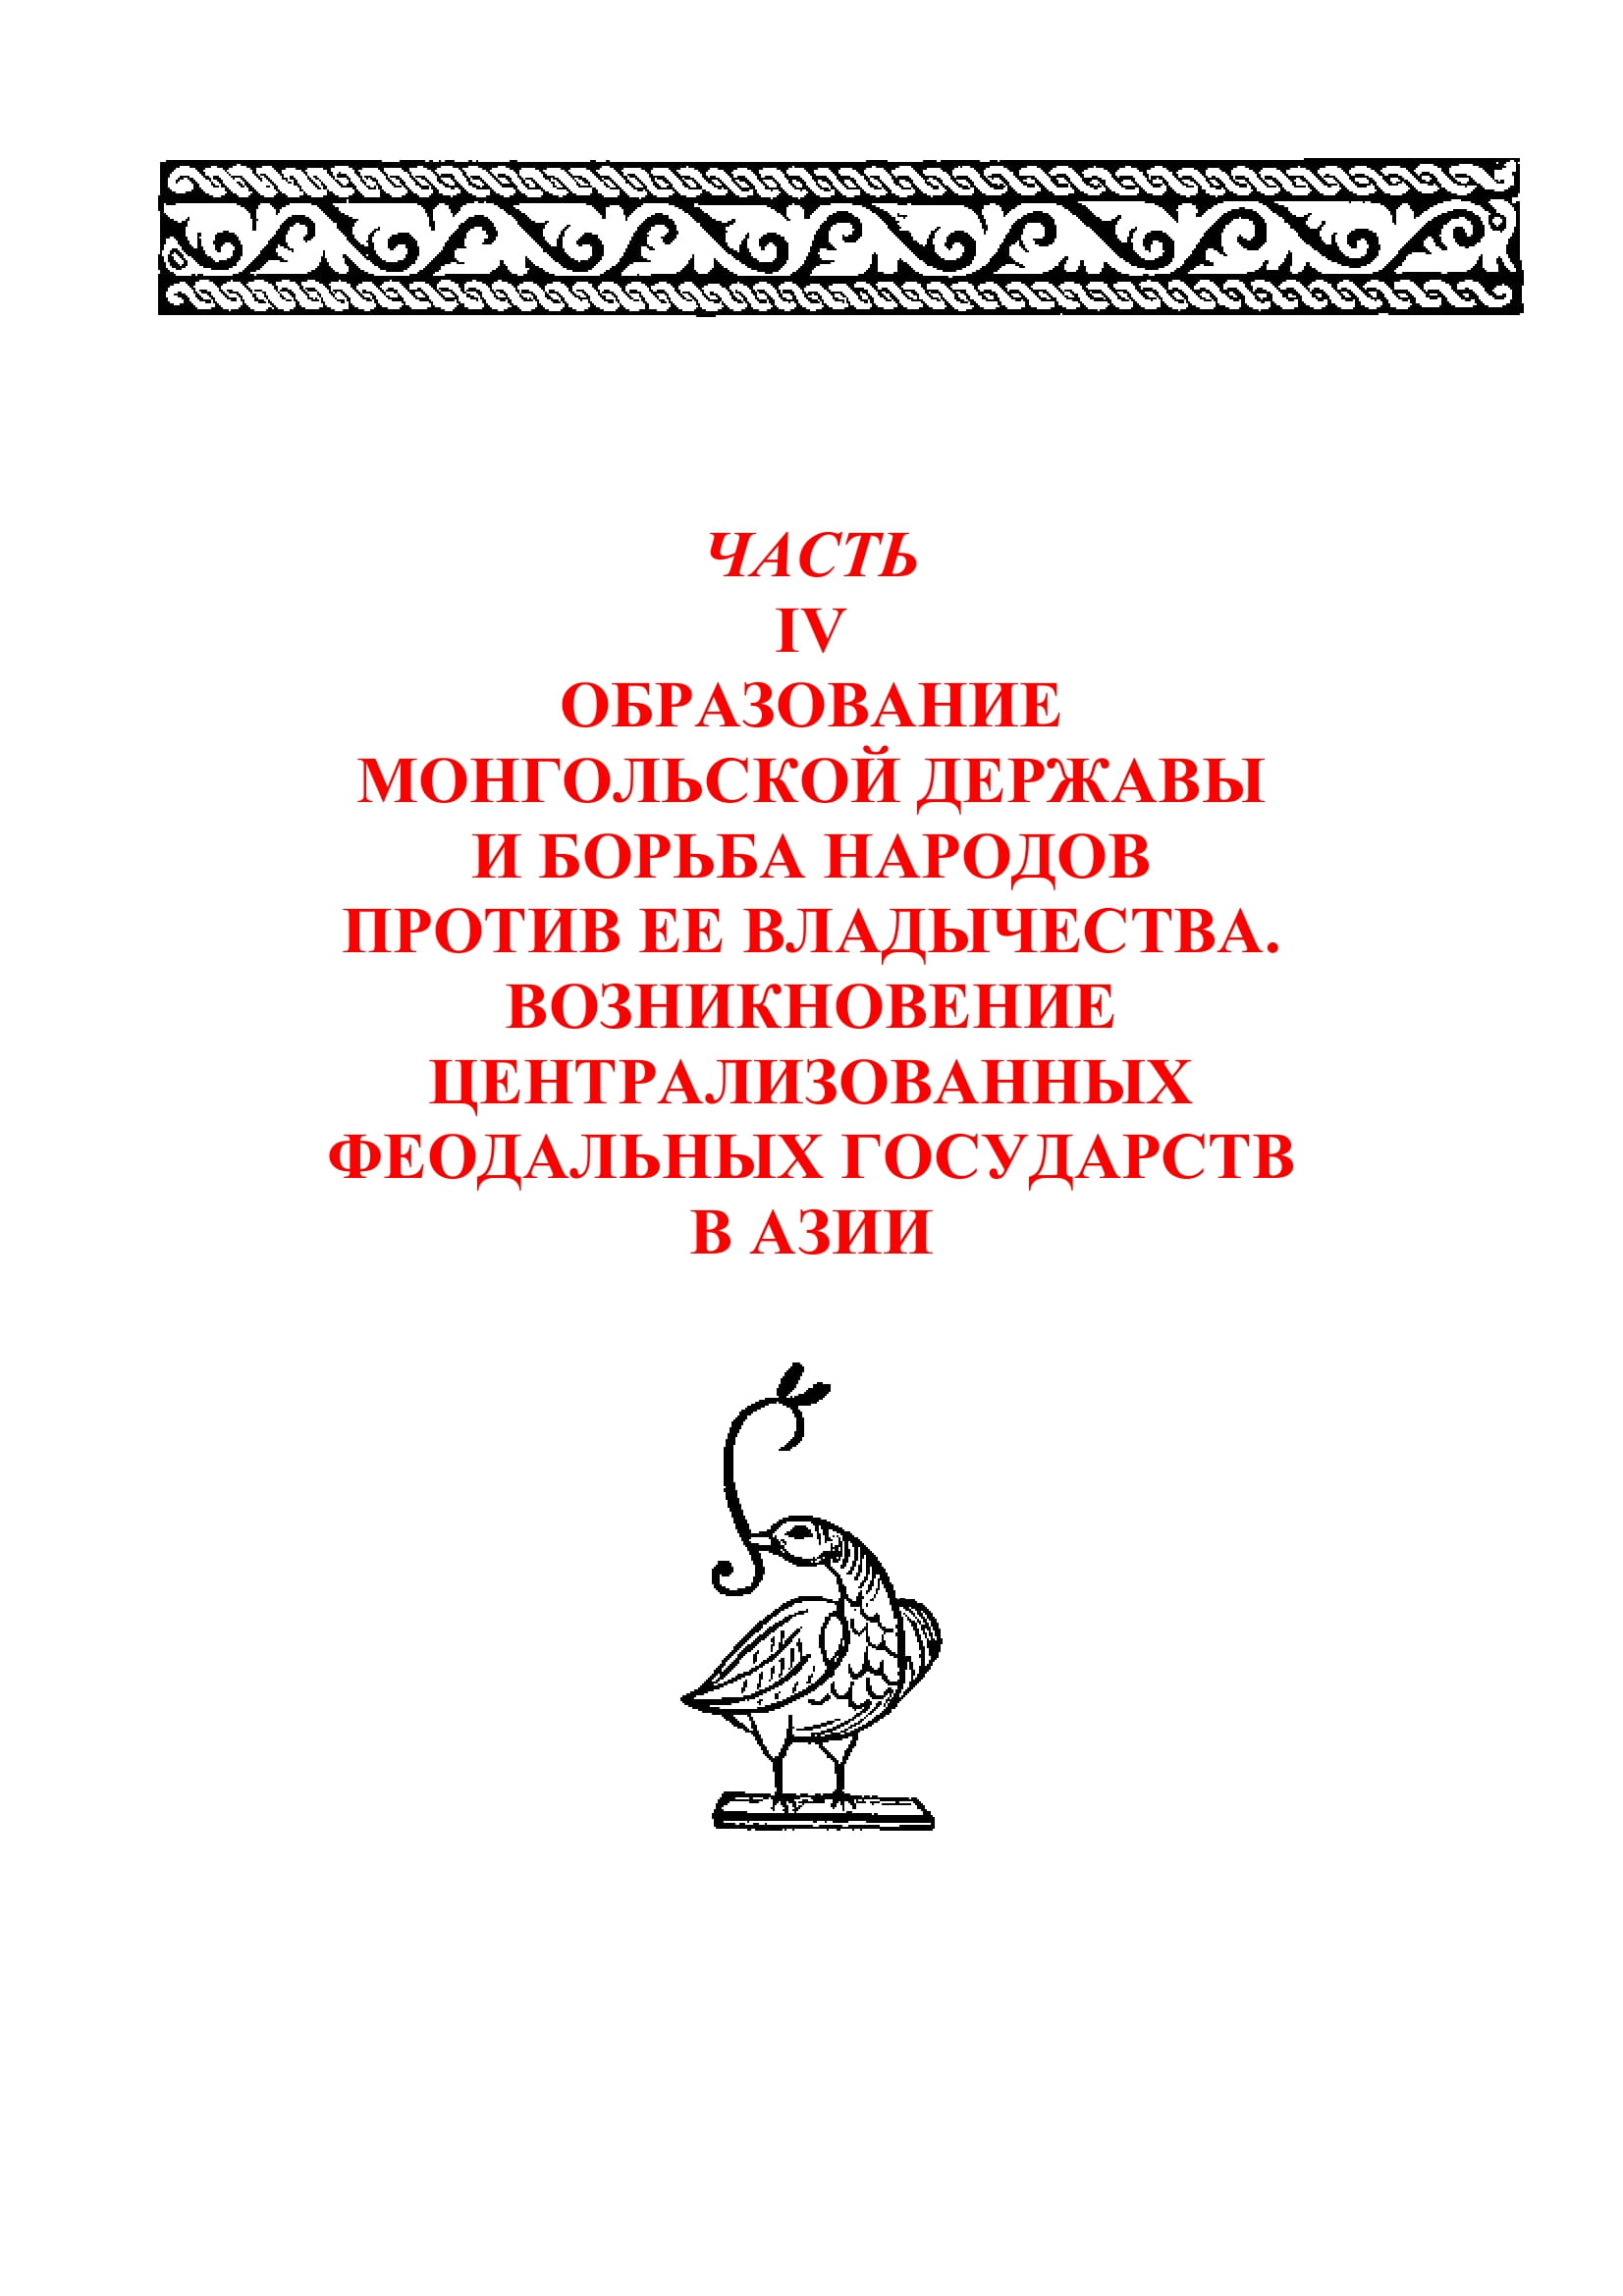 ЧАСТЬ
IV
ОБРАЗОВАНИЕ
МОНГОЛЬСКОЙ ДЕРЖАВЫ
И БОРЬБА НАРОДОВ
ПРОТИВ ЕЕ ВЛАДЫЧЕСТВА.
ВОЗНИКНОВЕНИЕ
ЦЕНТРАЛИЗОВАННЫХ
ФЕОДАЛЬНЫХ ГОСУДАРСТВ
В АЗИИ